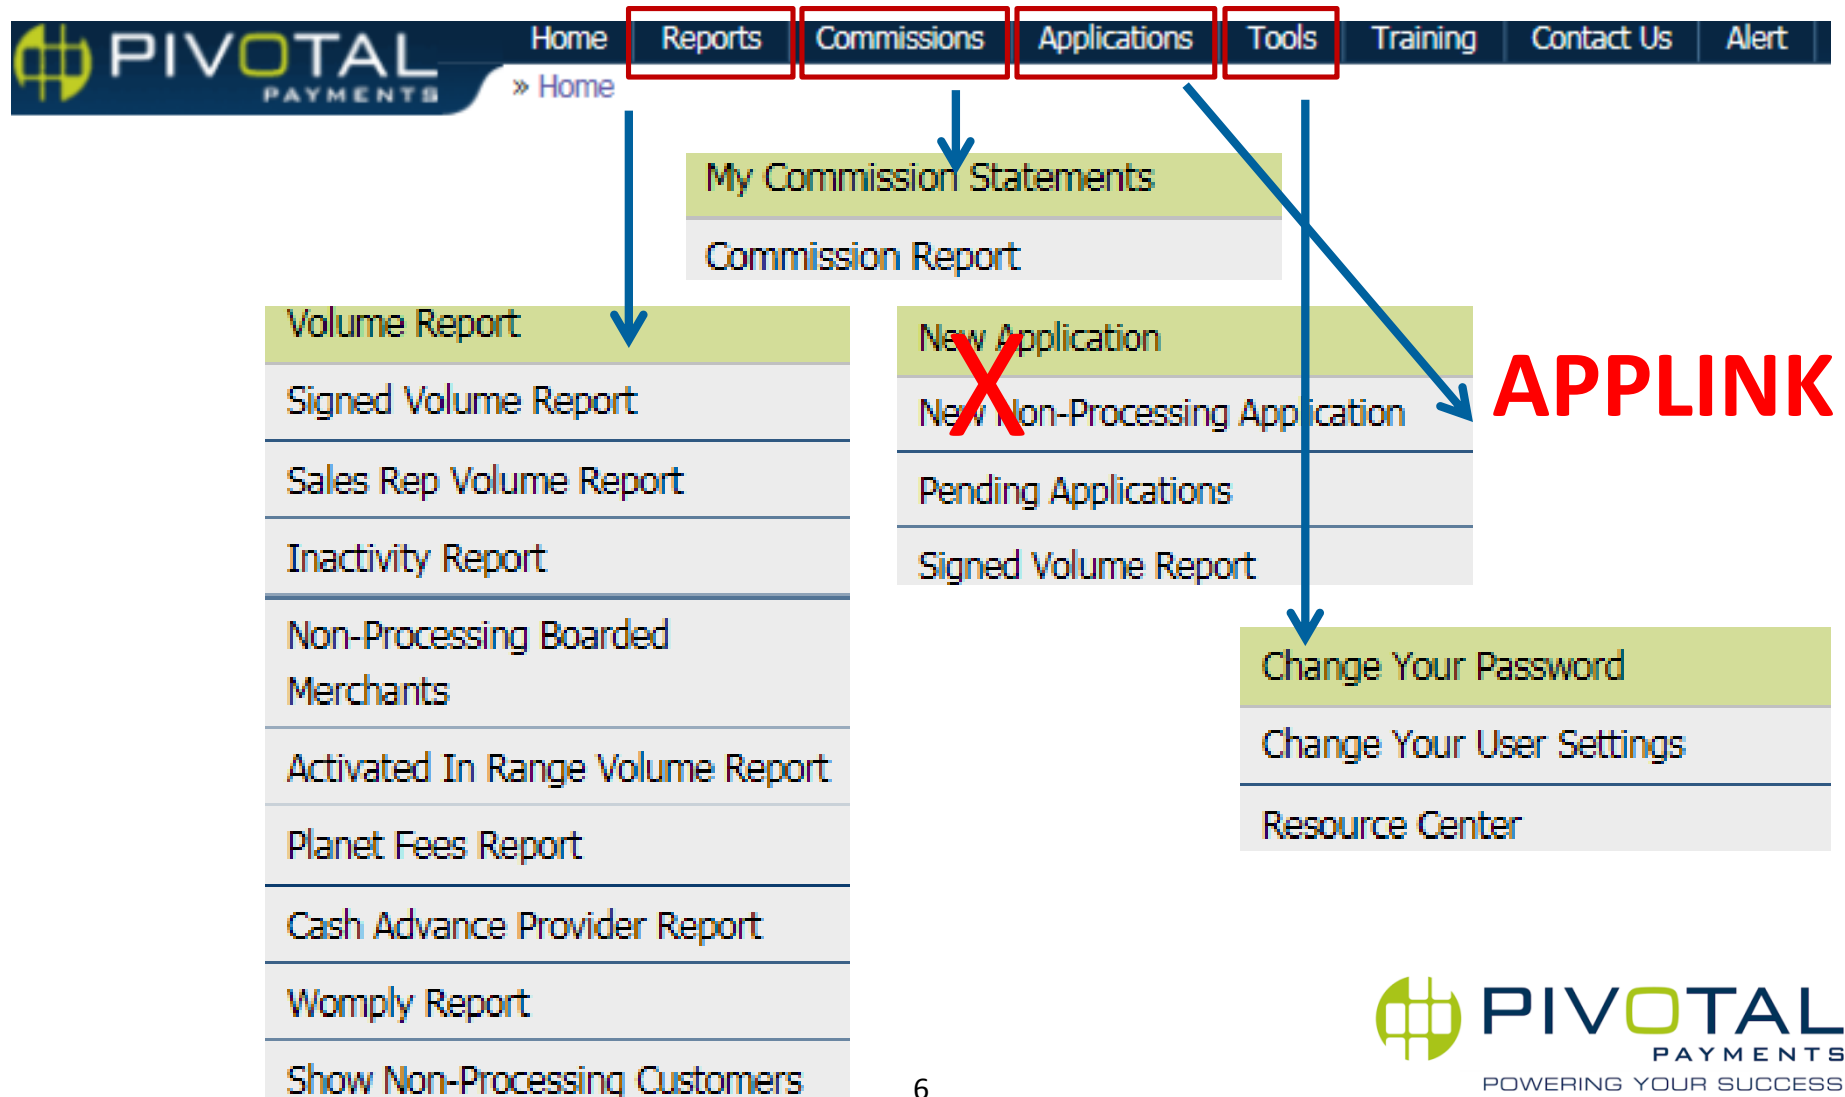 PIVOTAL
PAYMENTS
Home Reports Commissions Applications Tools Training Contact Us Alert
» Home
My Commission Statements
Commission Report
Volume Report
Signed Volume Report
Sales Rep Volume Report
Inactivity Report
Non-Processing Boarded
Merchants
Activated In Range Volume Report
Planet Fees Report
Cash Advance Provider Report
Womply Report
Show Non-Processing Customers
New Application
New Non-Processing Application
Pending Applications
Signed Volume Report
X
APPLINK
Change Your Password
Change Your User Settings
Resource Center
6
PIVOTAL
PAYMENTS
POWERING YOUR SUCCESS